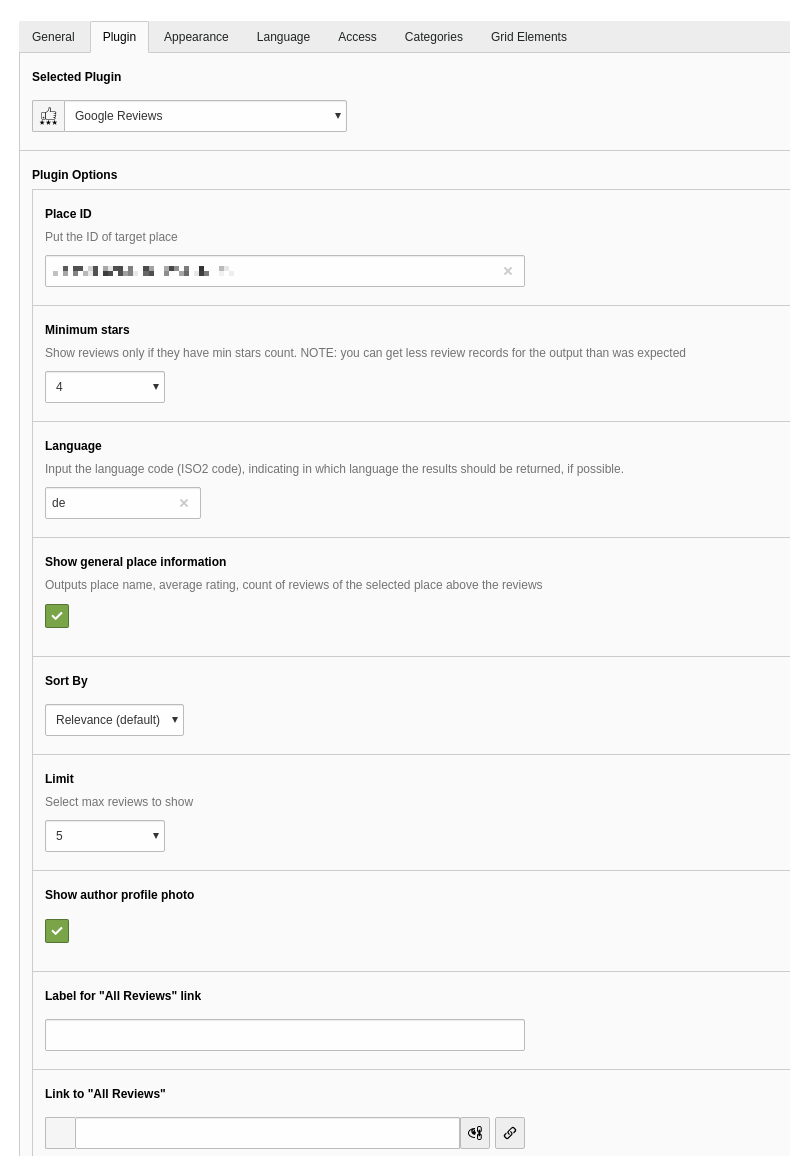 General Plugin Appearance Language Access Categories Grid Elements
Selected Plugin
Google Reviews
Plugin Options
Place ID
Put the ID of target place
Minimum stars
Show reviews only if they have min stars count. NOTE: you can get less review records for the output than was expected
4
Language
Input the language code (ISO2 code), indicating in which language the results should be returned, if possible.
de
Show general place information
Outputs place name, average rating, count of reviews of the selected place above the reviews
Sort By
Relevance (default)
Limit
Select max reviews to show
5
Show author profile photo
Label for "All Reviews" link
Link to "All Reviews"